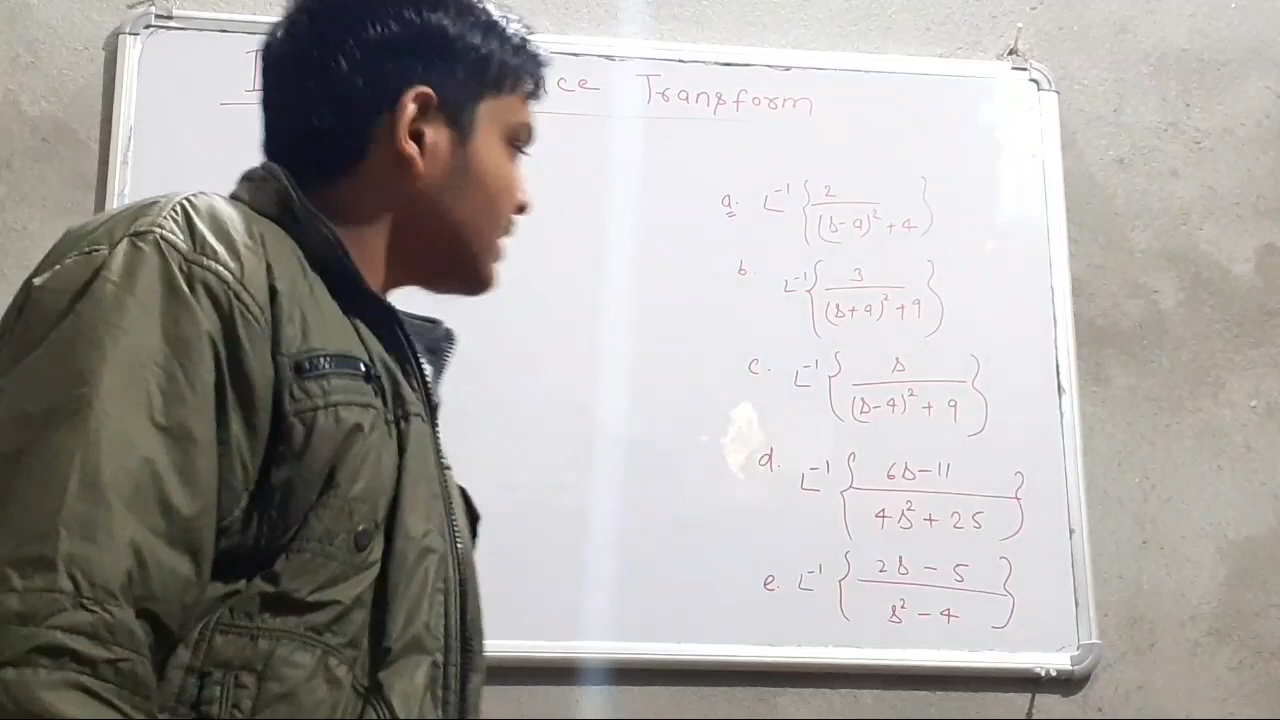 Transform
a. L⁻¹ { 2 / (s-a)² + 4 }
b. L⁻¹ { 3 / (s+a)² + 9 }
c. L⁻¹ { s / (s-4)² + 9 }
d. L⁻¹ { 6s-11 / 4s² + 25 }
e. L⁻¹ { 2s - 5 / s² - 4 }